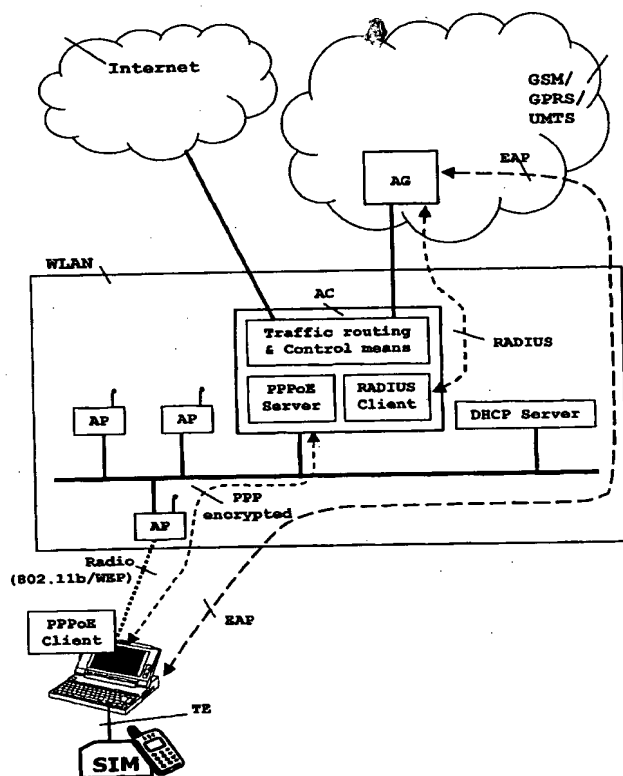 Internet
GSM/
GPRS/
UMTS
EAP
AG
WLAN
AC
Traffic routing
& Control means
RADIUS
PPPoE
Server
RADIUS
Client
AP
AP
DHCP Server
PPP
encrypted
AP
Radio
(802.11b/WEP)
PPPoE
Client
EAP
TE
SIM